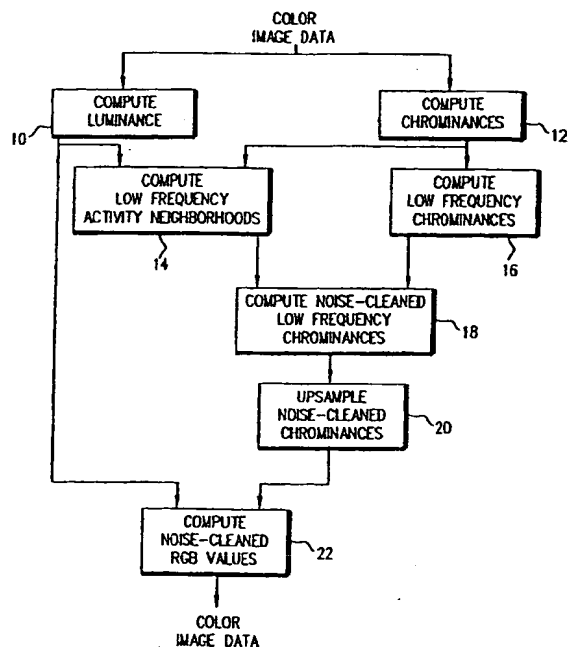 COLOR
IMAGE DATA
COMPUTE
LUMINANCE
10
COMPUTE
CHROMINANCES
12
COMPUTE
LOW FREQUENCY
ACTIVITY NEIGHBORHOODS
14
COMPUTE
LOW FREQUENCY
CHROMINANCES
16
COMPUTE NOISE-CLEANED
LOW FREQUENCY
CHROMINANCES
18
UPSAMPLE
NOISE-CLEANED
CHROMINANCES
20
COMPUTE
NOISE-CLEANED
RGB VALUES
22
COLOR
IMAGE DATA